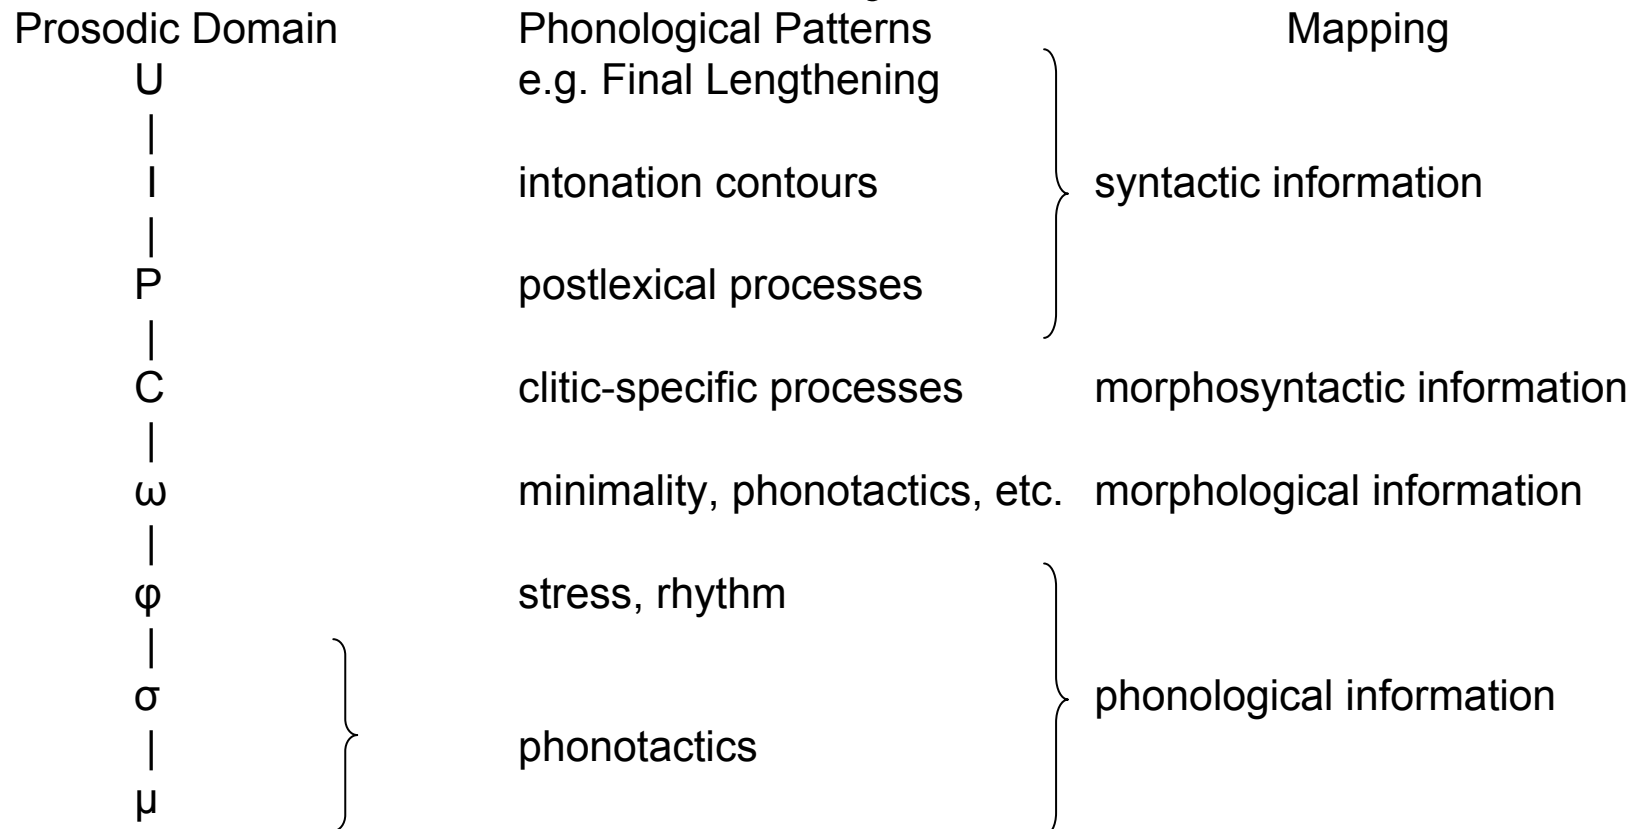 Prosodic Domain Phonological Patterns Mapping
U e.g. Final Lengthening
I intonation contours syntactic information
P postlexical processes
C clitic-specific processes morphosyntactic information
ω minimality, phonotactics, etc. morphological information
φ stress, rhythm
σ phonological information
phonotactics
μ